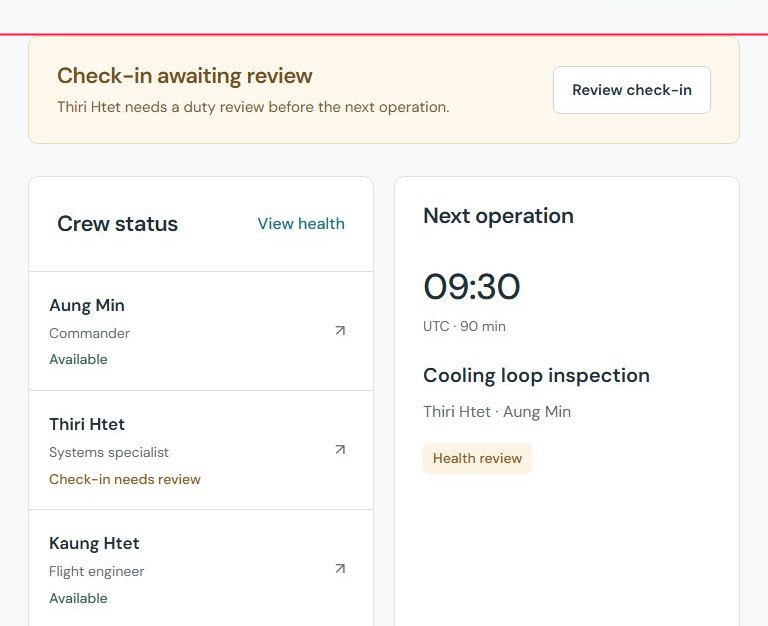 Check-in awaiting review
Thiri Htet needs a duty review before the next operation.
Review check-in
Crew status
View health
Aung Min
Commander
Available
Thiri Htet
Systems specialist
Check-in needs review
Kaung Htet
Flight engineer
Available
Next operation
09:30
UTC · 90 min
Cooling loop inspection
Thiri Htet · Aung Min
Health review